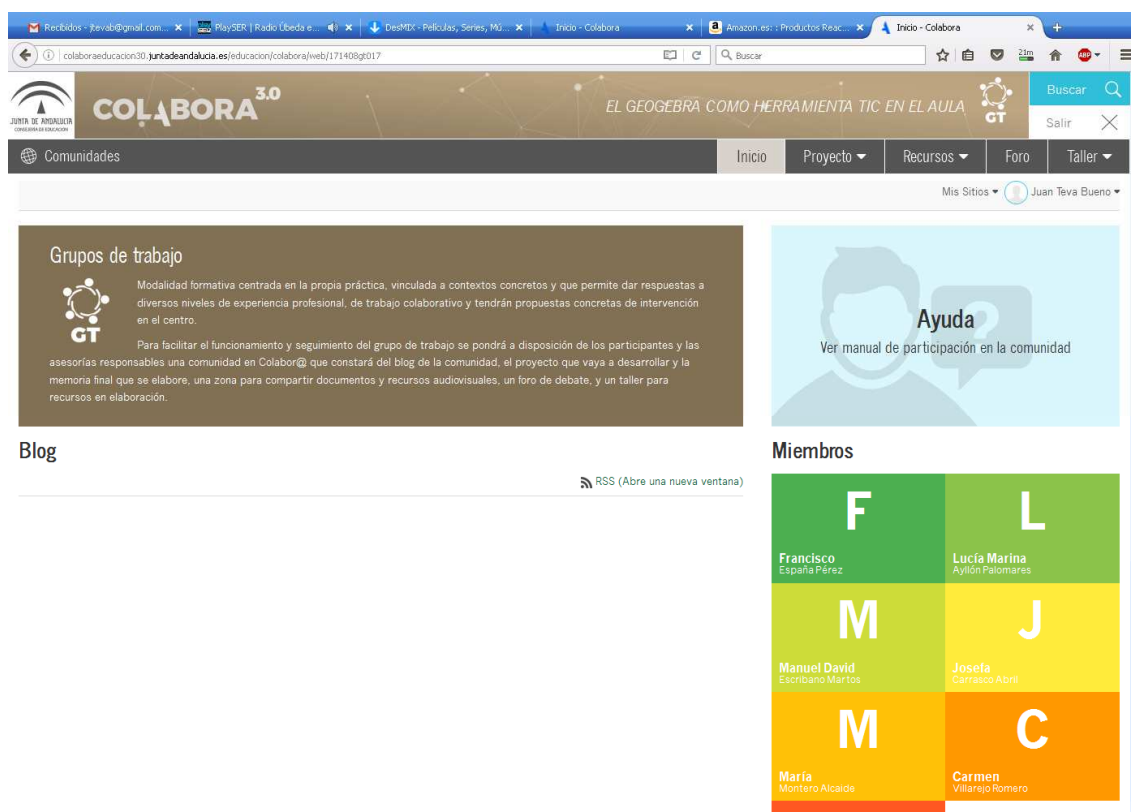 Recibidos - jtevab@gmail.com...
PlaySER | Radio Úbeda e...
DesMIX - Películas, Series, Mú...
Inicio - Colabora
Amazon.es: : Productos Reac...
Inicio - Colabora
colaboraeducacion30.juntadeandalucia.es/educacion/colabora/web/171408gt017
Buscar
21m
ABP
JUNTA DE ANDALUCIA
CONSEJERÍA DE EDUCACIÓN
COLABORA 3.0
EL GEOGEBRA COMO HERRAMIENTA TIC EN EL AULA
GT
Buscar
Salir
Comunidades
Inicio
Proyecto
Recursos
Foro
Taller
Mis Sitios
Juan Teva Bueno
Grupos de trabajo
GT
Modalidad formativa centrada en la propia práctica, vinculada a contextos concretos y que permite dar respuestas a
diversos niveles de experiencia profesional, de trabajo colaborativo y tendrán propuestas concretas de intervención
en el centro.
Para facilitar el funcionamiento y seguimiento del grupo de trabajo se pondrá a disposición de los participantes y las
asesorías responsables una comunidad en Colabor@ que constará del blog de la comunidad, el proyecto que vaya a desarrollar y la
memoria final que se elabore, una zona para compartir documentos y recursos audiovisuales, un foro de debate, y un taller para
recursos en elaboración.
Ayuda
Ver manual de participación en la comunidad
Blog
RSS (Abre una nueva ventana)
Miembros
F
Francisco
España Pérez
L
Lucía Marina
Ayllón Palomares
M
Manuel David
Escribano Martos
J
Josefa
Carrasco Abril
M
María
Montero Alcaide
C
Carmen
Villarejo Romero